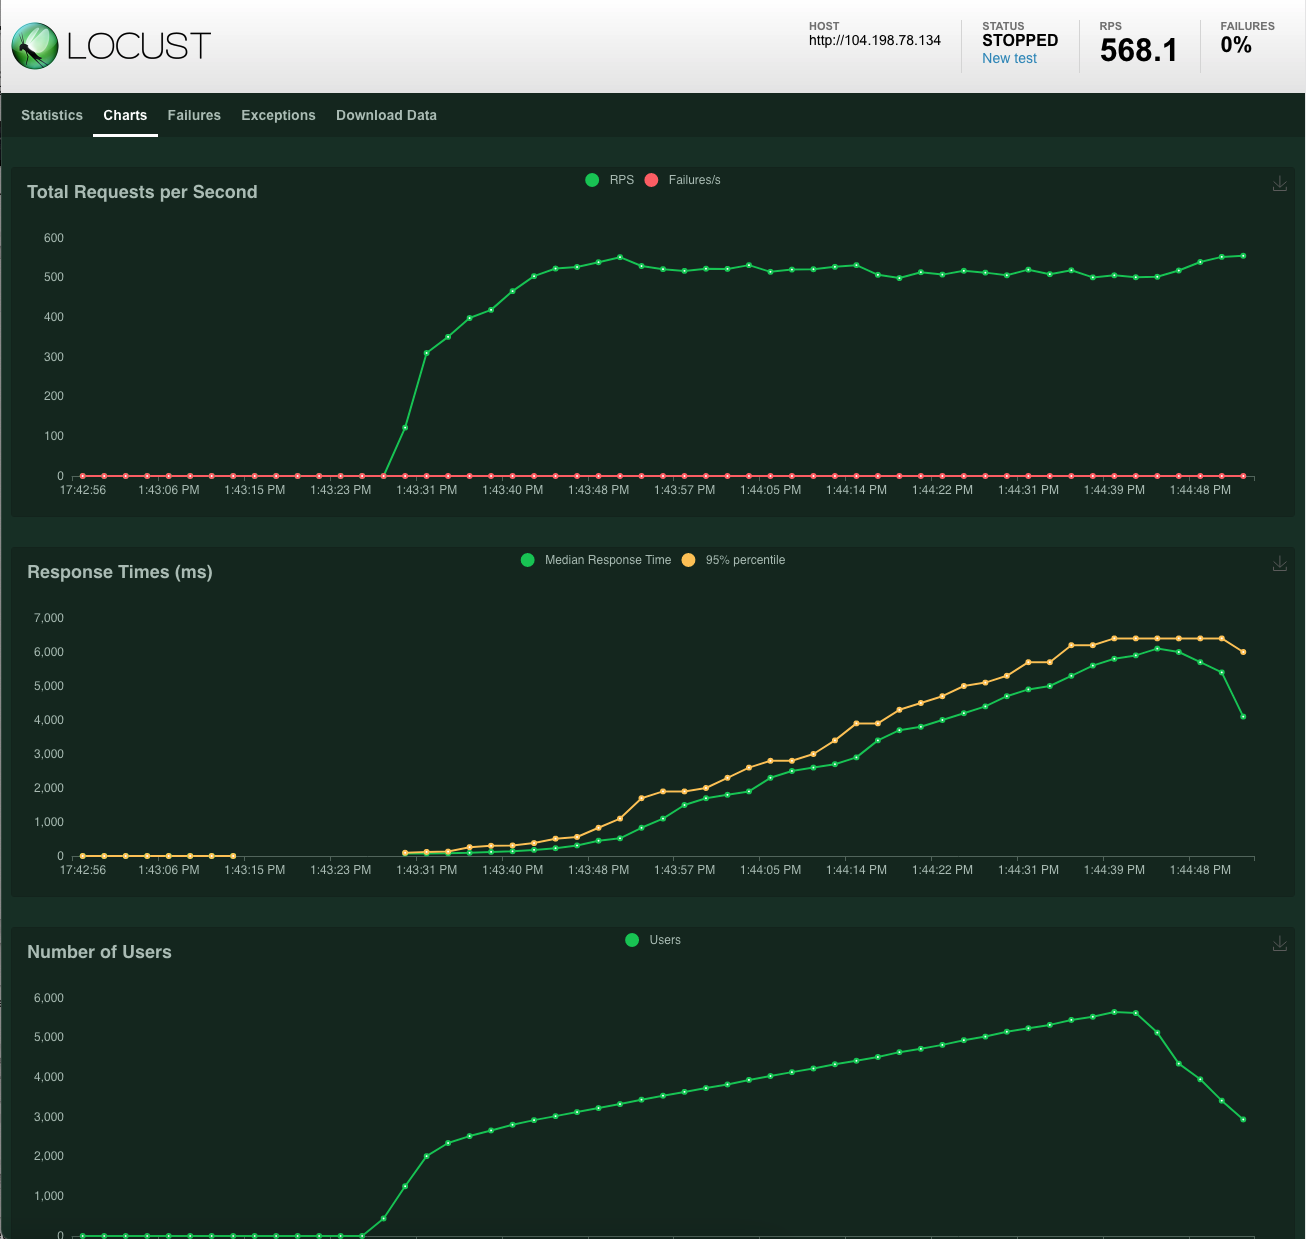 LOCUST
HOST
http://104.198.78.134
STATUS
STOPPED
New test
RPS
568.1
FAILURES
0%
Statistics Charts Failures Exceptions Download Data
Total Requests per Second
RPS Failures/s
600
500
400
300
200
100
0
17:42:56 1:43:06 PM 1:43:15 PM 1:43:23 PM 1:43:31 PM 1:43:40 PM 1:43:48 PM 1:43:57 PM 1:44:05 PM 1:44:14 PM 1:44:22 PM 1:44:31 PM 1:44:39 PM 1:44:48 PM
Response Times (ms)
Median Response Time 95% percentile
7,000
6,000
5,000
4,000
3,000
2,000
1,000
0
17:42:56 1:43:06 PM 1:43:15 PM 1:43:23 PM 1:43:31 PM 1:43:40 PM 1:43:48 PM 1:43:57 PM 1:44:05 PM 1:44:14 PM 1:44:22 PM 1:44:31 PM 1:44:39 PM 1:44:48 PM
Number of Users
Users
6,000
5,000
4,000
3,000
2,000
1,000
0